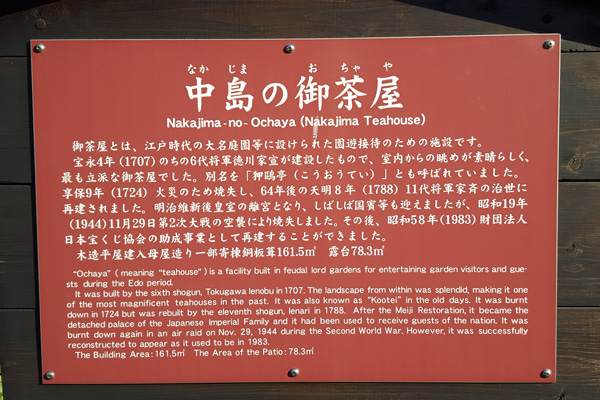 なかじま　おちゃや
中島の御茶屋
Nakajima-no-Ochaya (Nakajima Teahouse)
御茶屋とは、江戸時代の大名庭園等に設けられた園遊接待のための施設です。
宝永4年（1707）のちの6代将軍徳川家宣が建設したもので、室内からの眺めが素晴らしく、
最も立派な御茶屋でした。別名を「狎鷗亭（こうおうてい）」とも呼ばれていました。
享保9年（1724）火災のため焼失し、64年後の天明8年（1788）11代将軍家斉の治世に
再建されました。明治維新後皇室の離宮となり、しばしば国賓等も迎えましたが、昭和19年
（1944）11月29日第2次大戦の空襲により焼失しました。その後、昭和58年（1983）財団法人
日本宝くじ協会の助成事業として再建することができました。
木造平屋建入母屋造り一部寄棟銅板葺161.5㎡　露台78.3㎡
"Ochaya" ( meaning "teahouse" ) is a facility built in feudal lord gardens for entertaining garden visitors and gue-
sts during the Edo period.
It was built by the sixth shogun, Tokugawa Ienobu in 1707. The landscape from within was splendid, making it one
of the most magnificent teahouses in the past. It was also known as "Kootei" in the old days. It was burnt
down in 1724 but was rebuilt by the eleventh shogun, Ienari in 1788. After the Meiji Restoration, it became the
detached palace of the Japanese Imperial Family and it had been used to receive guests of the nation. It was
burnt down again in an air raid on Nov. 29, 1944 during the Second World War. However, it was successfully
reconstructed to appear as it used to be in 1983.
The Building Area: 161.5㎡　The Area of the Patio: 78.3㎡